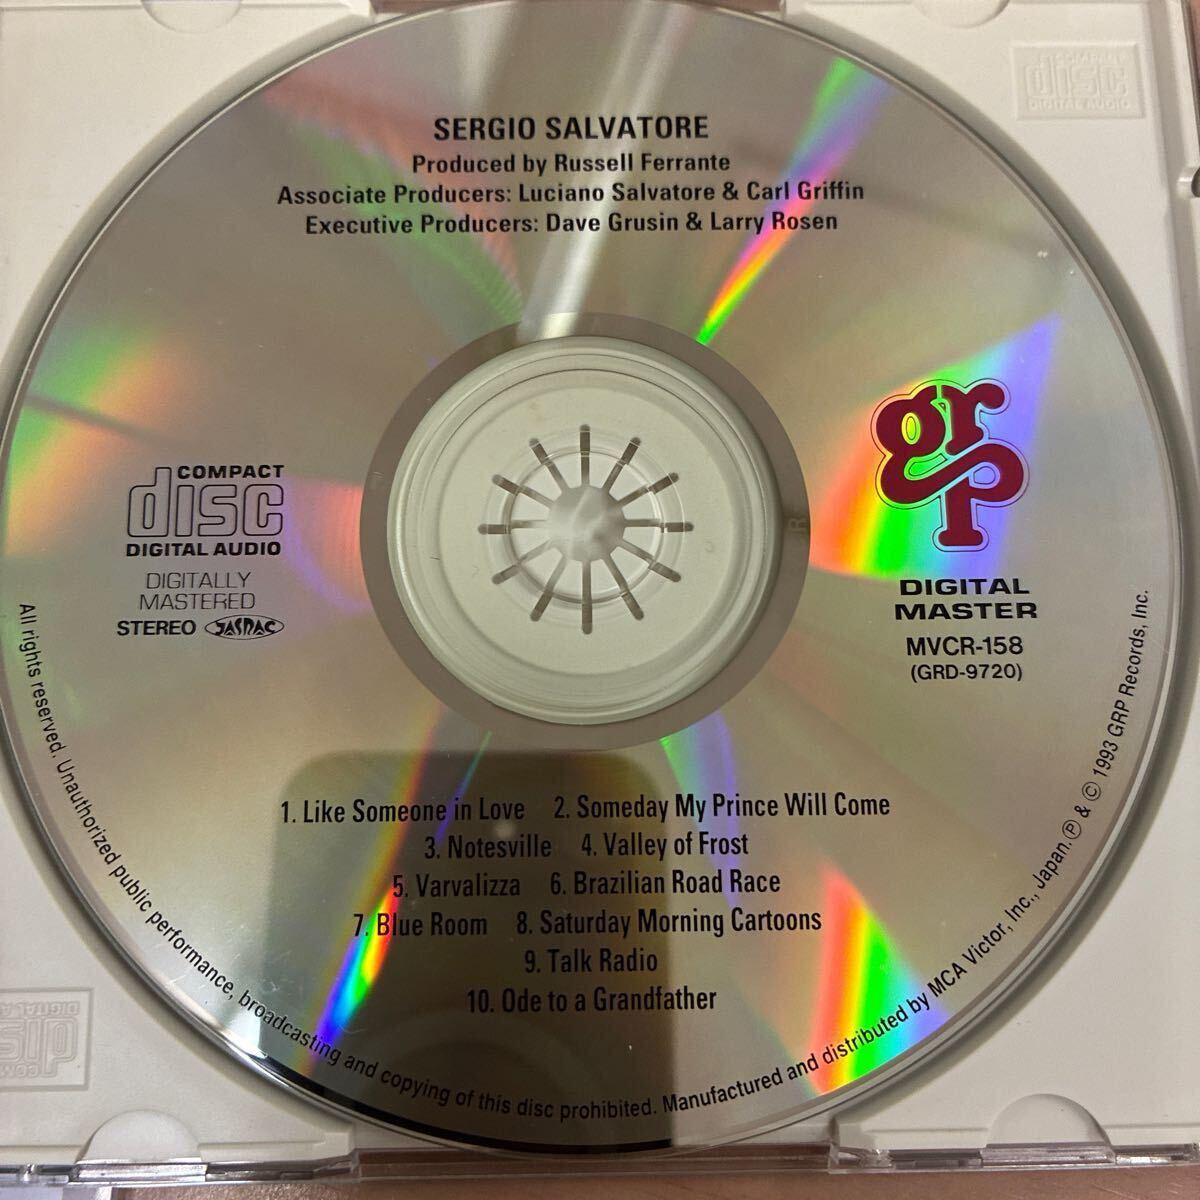 SERGIO SALVATORE
Produced by Russell Ferrante
Associate Producers: Luciano Salvatore & Carl Griffin
Executive Producers: Dave Grusin & Larry Rosen
COMPACT
disc
DIGITAL AUDIO
COMPACT
disc
DIGITAL AUDIO
DIGITALLY
MASTERED
STEREO JASRAC
grp
DIGITAL
MASTER
MVCR-158
(GRD-9720)
R
1. Like Someone in Love 2. Someday My Prince Will Come
3. Notesville 4. Valley of Frost
5. Varvalizza 6. Brazilian Road Race
7. Blue Room 8. Saturday Morning Cartoons
9. Talk Radio
10. Ode to a Grandfather
All rights reserved. Unauthorized public performance, broadcasting and copying of this disc prohibited. Manufactured and distributed by MCA Victor, Inc., Japan. ℗ & © 1993 GRP Records, Inc.
disc